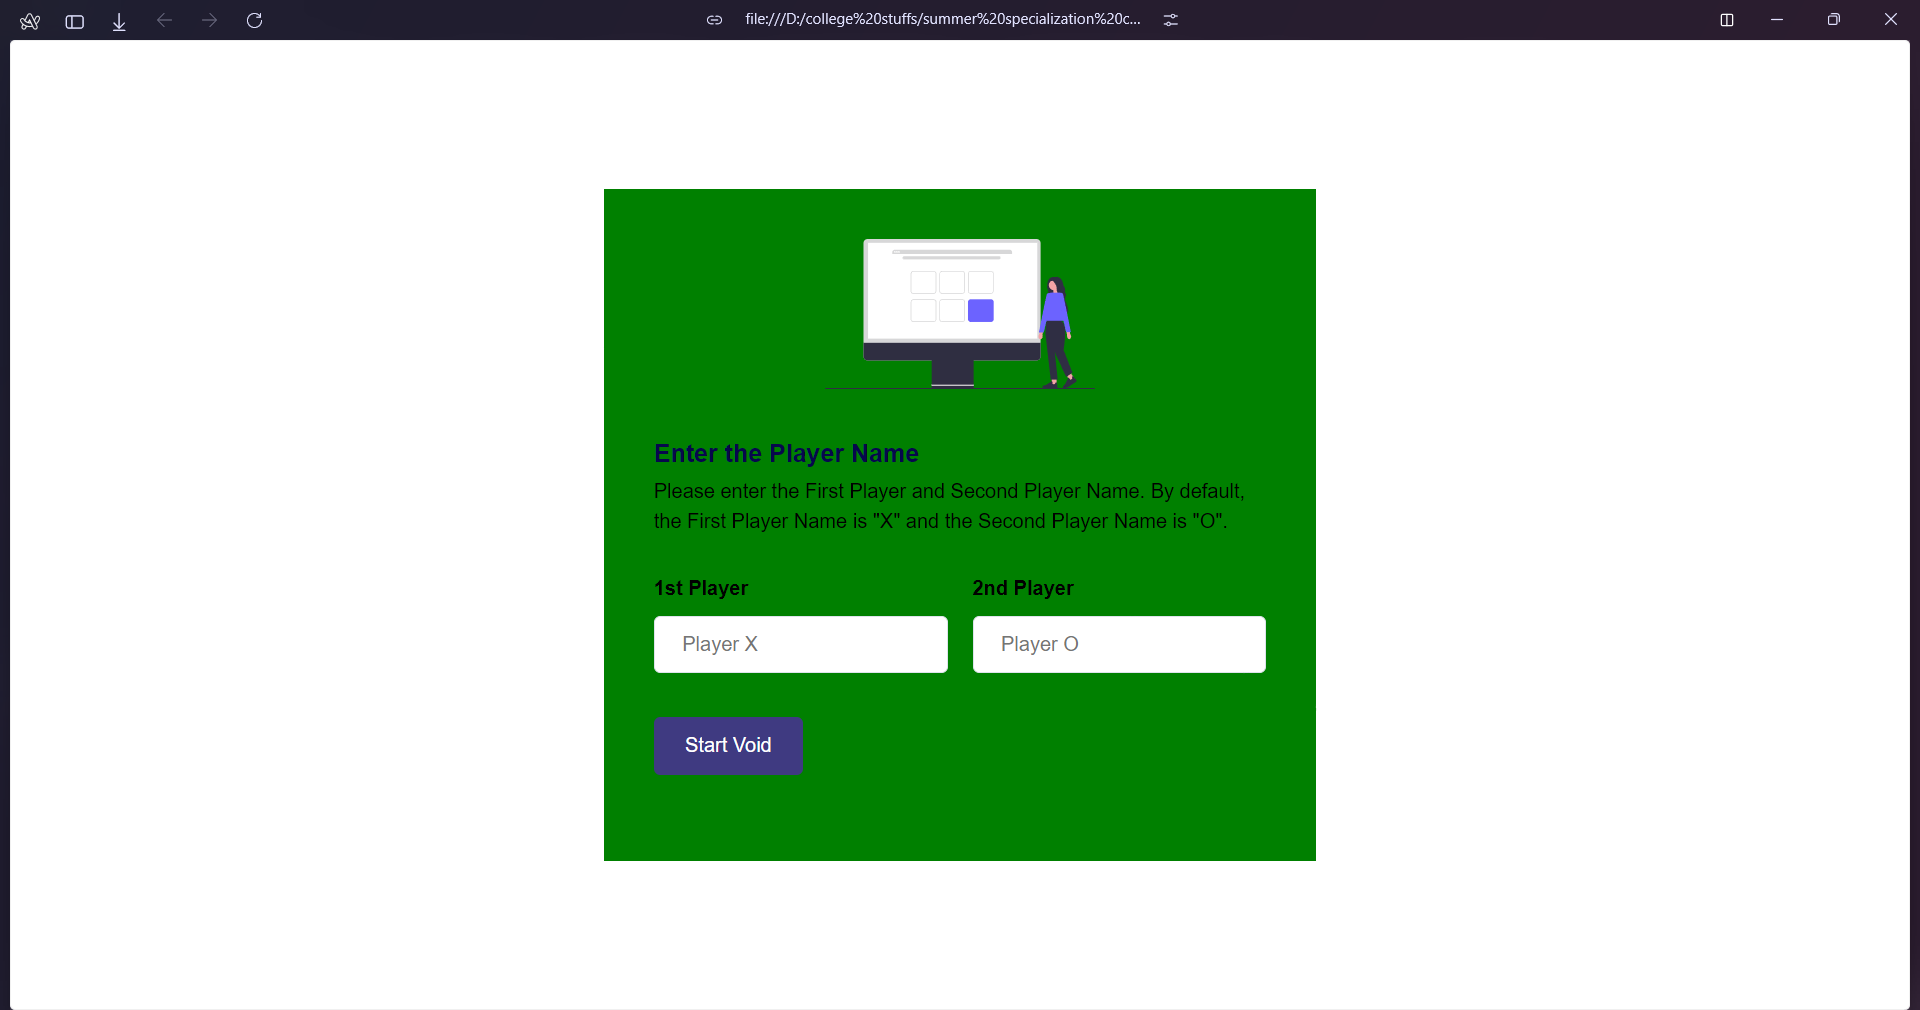 file:///D:/college%20stuffs/summer%20specialization%20c...
Enter the Player Name
Please enter the First Player and Second Player Name. By default,
the First Player Name is "X" and the Second Player Name is "O".
1st Player 2nd Player
Player X Player O
Start Void